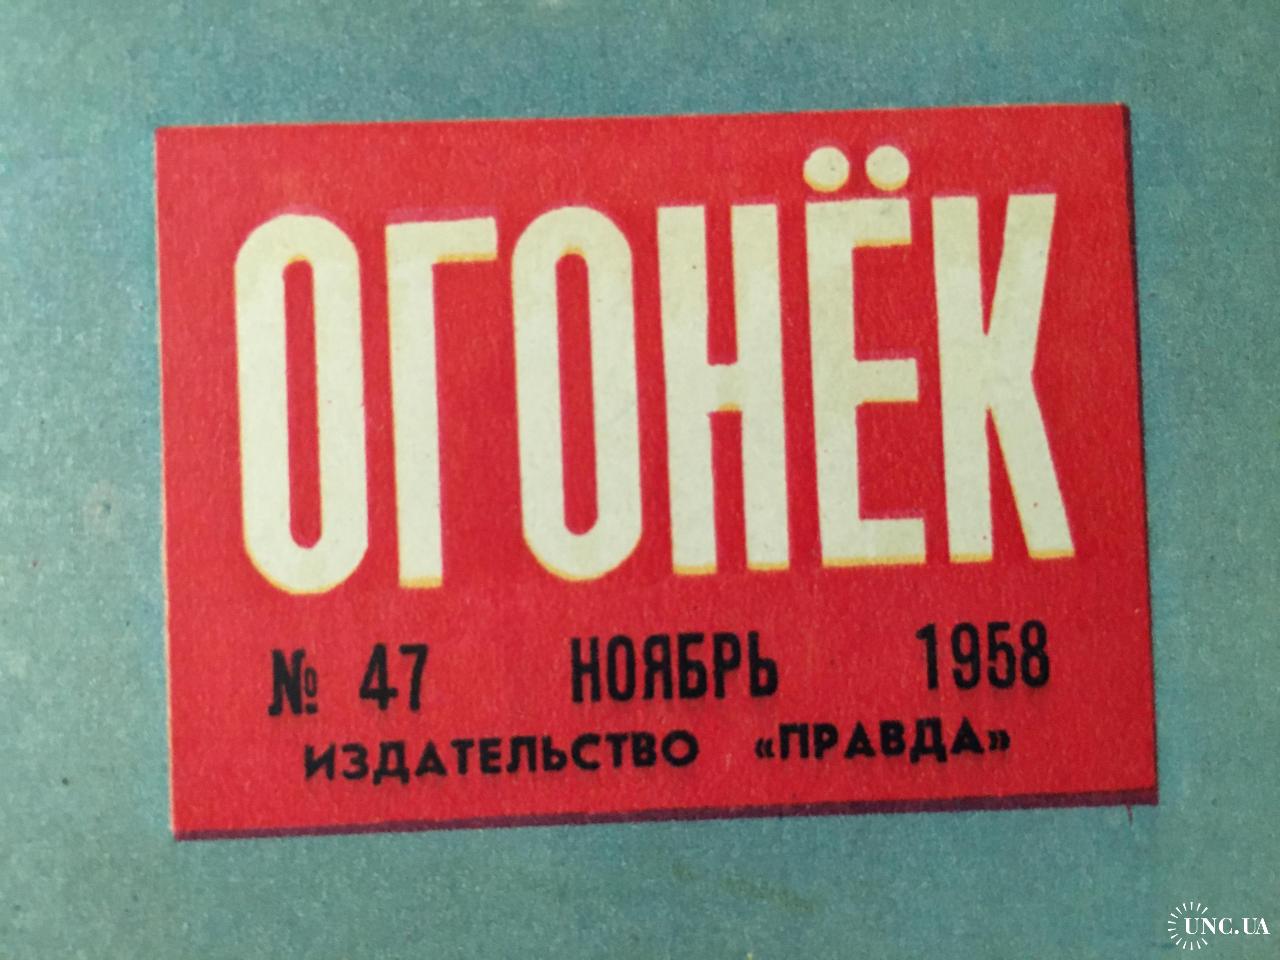 ОГОНЁК
№ 47 НОЯБРЬ 1958
ИЗДАТЕЛЬСТВО «ПРАВДА»
UNC.UA